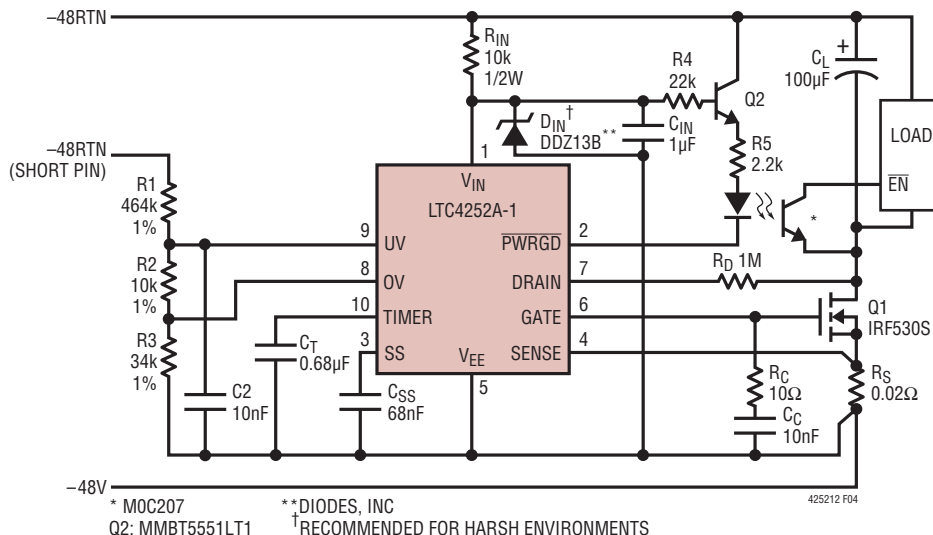 −48RTN
RIN
10k
1/2W
R4
22k
Q2
+
CL
100µF
DIN†
DDZ13B**
CIN
1µF
R5
2.2k
LOAD
EN
−48RTN
(SHORT PIN)
R1
464k
1%
1
VIN
LTC4252A-1
*
9
UV
PWRGD
2
R2
10k
1%
8
OV
DRAIN
7
RD 1M
10
TIMER
GATE
6
Q1
IRF530S
R3
34k
1%
CT
0.68µF
3
SS
VEE
SENSE
4
5
RS
0.02Ω
C2
10nF
CSS
68nF
RC
10Ω
CC
10nF
−48V
* MOC207
**DIODES, INC
425212 F04
Q2: MMBT5551LT1
†RECOMMENDED FOR HARSH ENVIRONMENTS